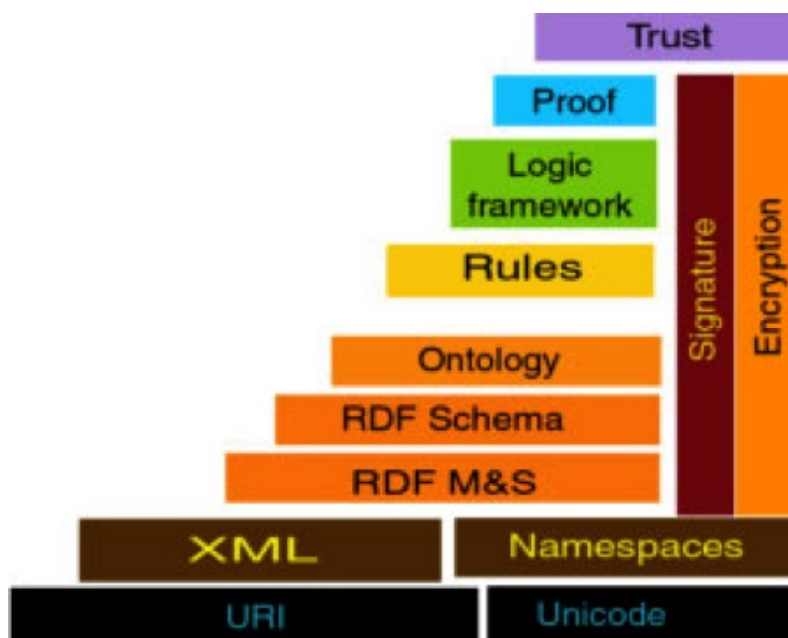 Trust
Proof
Logic
framework
Rules
Ontology
RDF Schema
RDF M&S
Signature
Encryption
XML
Namespaces
URI
Unicode